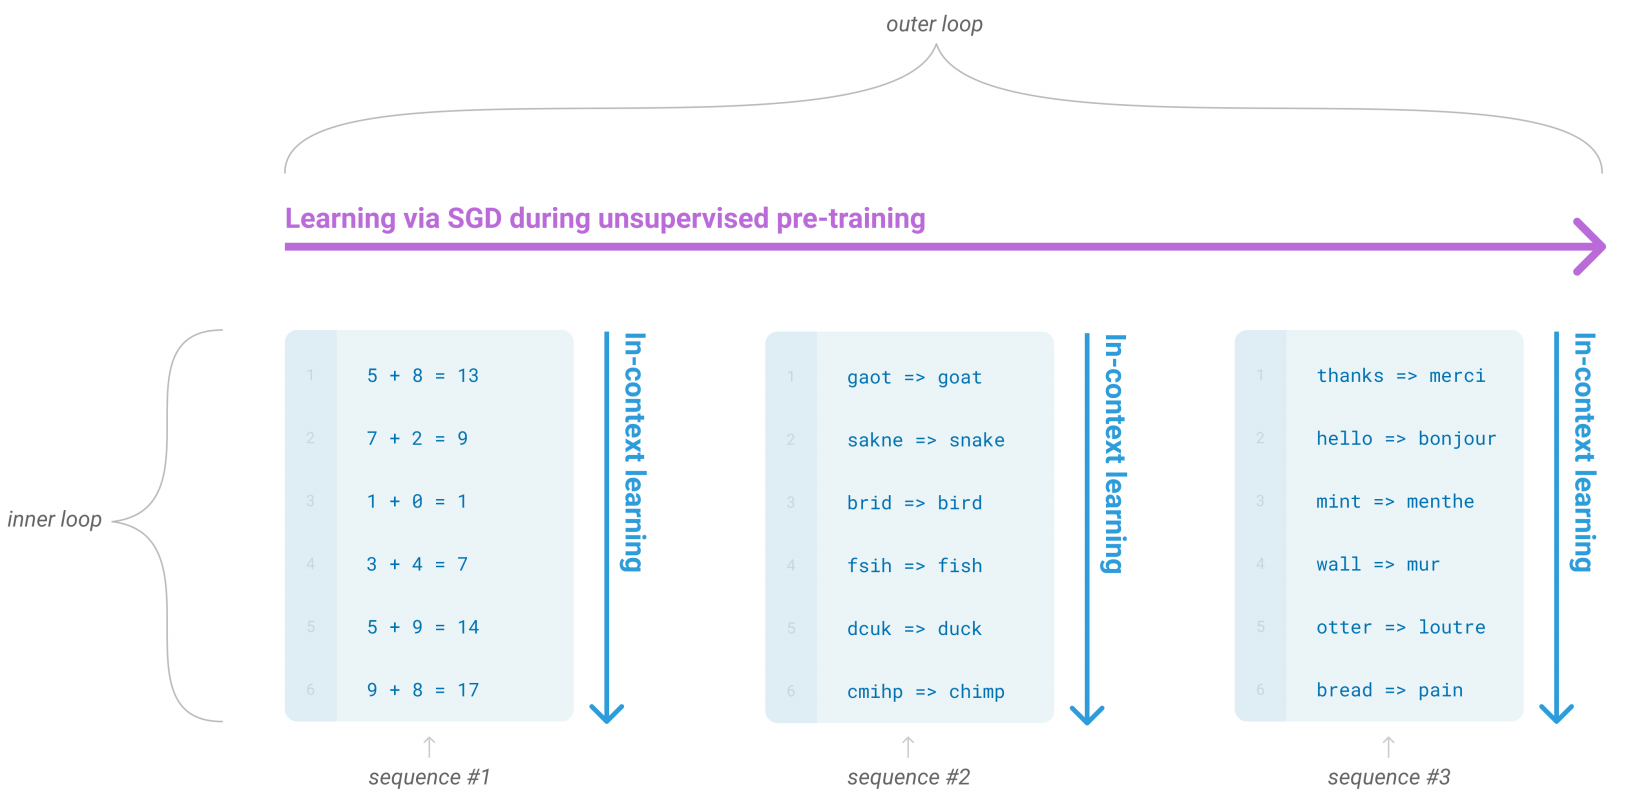 outer loop
Learning via SGD during unsupervised pre-training
inner loop
1 5 + 8 = 13
2 7 + 2 = 9
3 1 + 0 = 1
4 3 + 4 = 7
5 5 + 9 = 14
6 9 + 8 = 17
In-context learning
sequence #1
1 gaot => goat
2 sakne => snake
3 brid => bird
4 fsih => fish
5 dcuk => duck
6 cmihp => chimp
In-context learning
sequence #2
1 thanks => merci
2 hello => bonjour
3 mint => menthe
4 wall => mur
5 otter => loutre
6 bread => pain
In-context learning
sequence #3